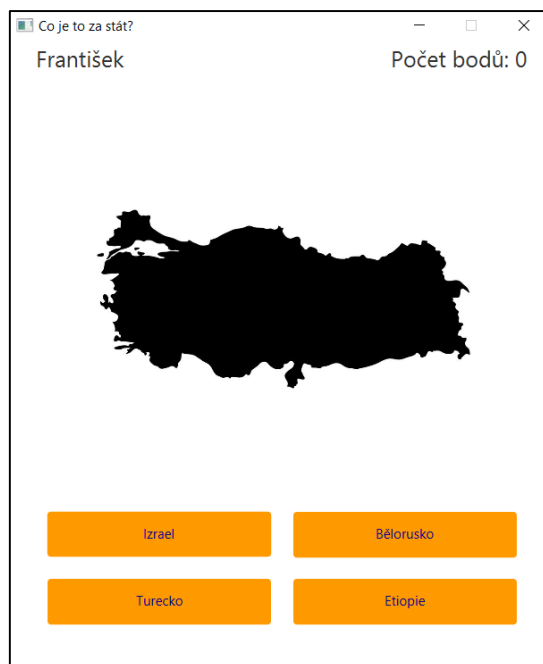 Co je to za stát?
František
Počet bodů: 0
Izrael
Bělorusko
Turecko
Etiopie